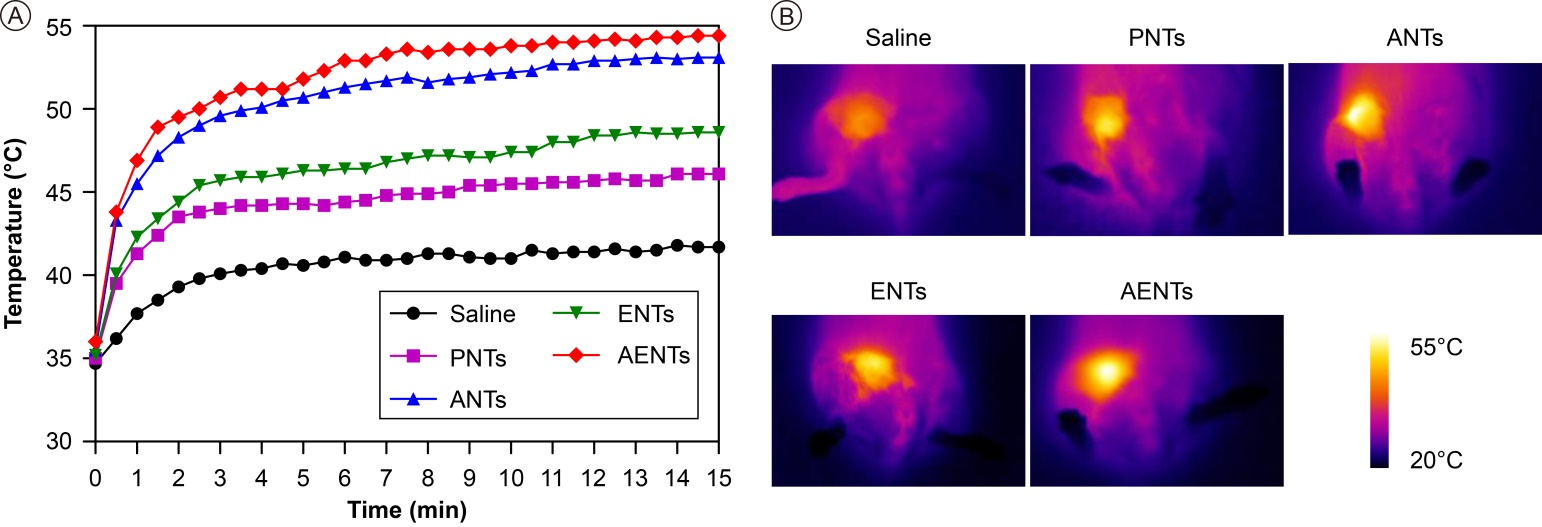 A
Temperature (°C)
55
50
45
40
35
30
0 1 2 3 4 5 6 7 8 9 10 11 12 13 14 15
Time (min)
Saline
PNTs
ANTs
ENTs
AENTs
B
Saline
PNTs
ANTs
ENTs
AENTs
55°C
20°C